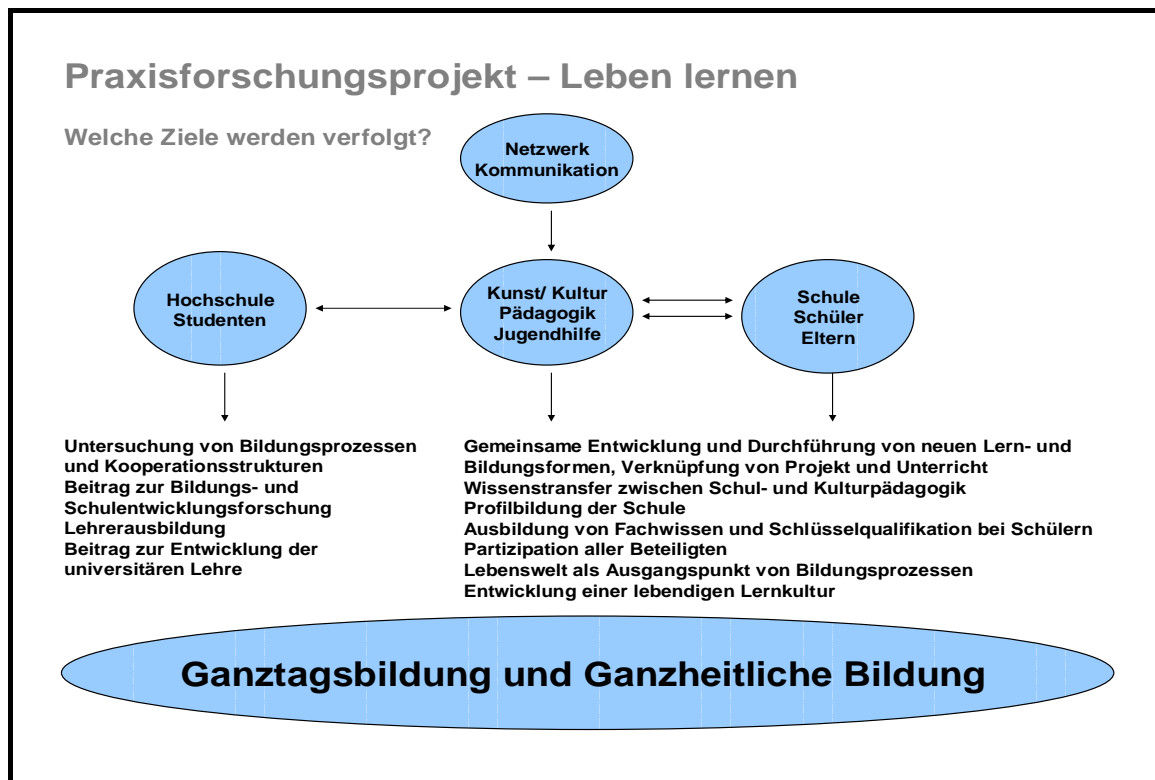 Praxisforschungsprojekt – Leben lernen
Welche Ziele werden verfolgt?
Netzwerk
Kommunikation
Hochschule
Studenten
Kunst/ Kultur
Pädagogik
Jugendhilfe
Schule
Schüler
Eltern
Untersuchung von Bildungsprozessen
und Kooperationsstrukturen
Beitrag zur Bildungs- und
Schulentwicklungsforschung
Lehrerausbildung
Beitrag zur Entwicklung der
universitären Lehre
Gemeinsame Entwicklung und Durchführung von neuen Lern- und
Bildungsformen, Verknüpfung von Projekt und Unterricht
Wissenstransfer zwischen Schul- und Kulturpädagogik
Profilbildung der Schule
Ausbildung von Fachwissen und Schlüsselqualifikation bei Schülern
Partizipation aller Beteiligten
Lebenswelt als Ausgangspunkt von Bildungsprozessen
Entwicklung einer lebendigen Lernkultur
Ganztagsbildung und Ganzheitliche Bildung